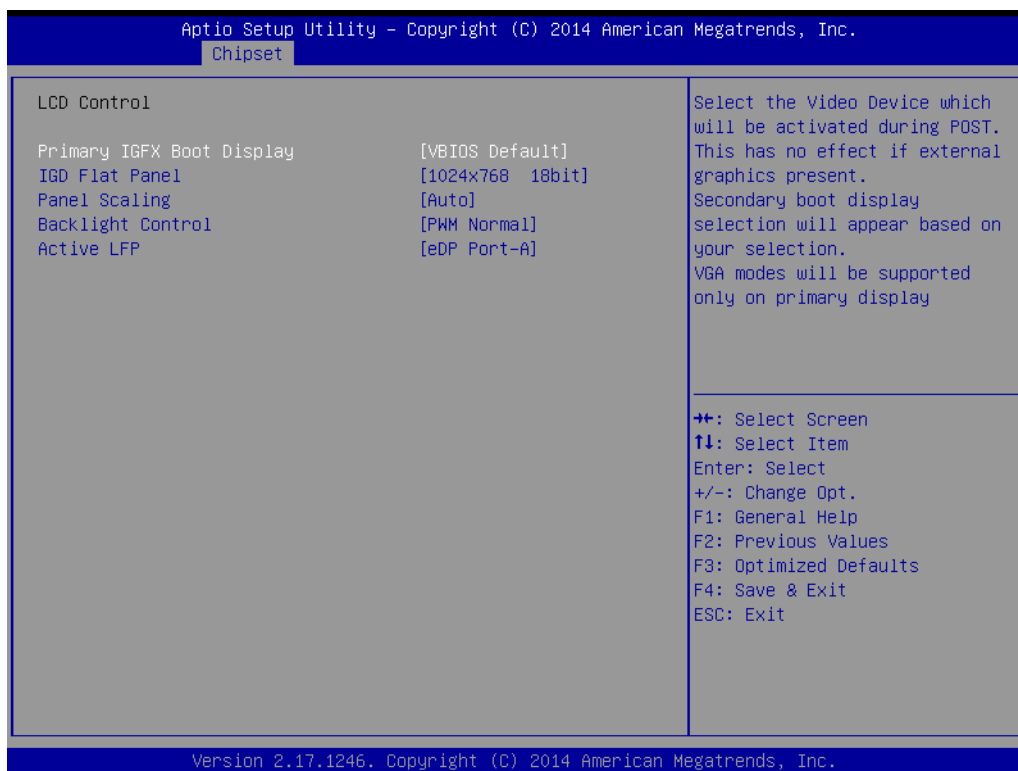 Aptio Setup Utility – Copyright (C) 2014 American Megatrends, Inc.
Chipset
LCD Control
Primary IGFX Boot Display [VBIOS Default]
IGD Flat Panel [1024x768 18bit]
Panel Scaling [Auto]
Backlight Control [PWM Normal]
Active LFP [eDP Port-A]
Select the Video Device which
will be activated during POST.
This has no effect if external
graphics present.
Secondary boot display
selection will appear based on
your selection.
VGA modes will be supported
only on primary display
→←: Select Screen
↑↓: Select Item
Enter: Select
+/-: Change Opt.
F1: General Help
F2: Previous Values
F3: Optimized Defaults
F4: Save & Exit
ESC: Exit
Version 2.17.1246. Copyright (C) 2014 American Megatrends, Inc.